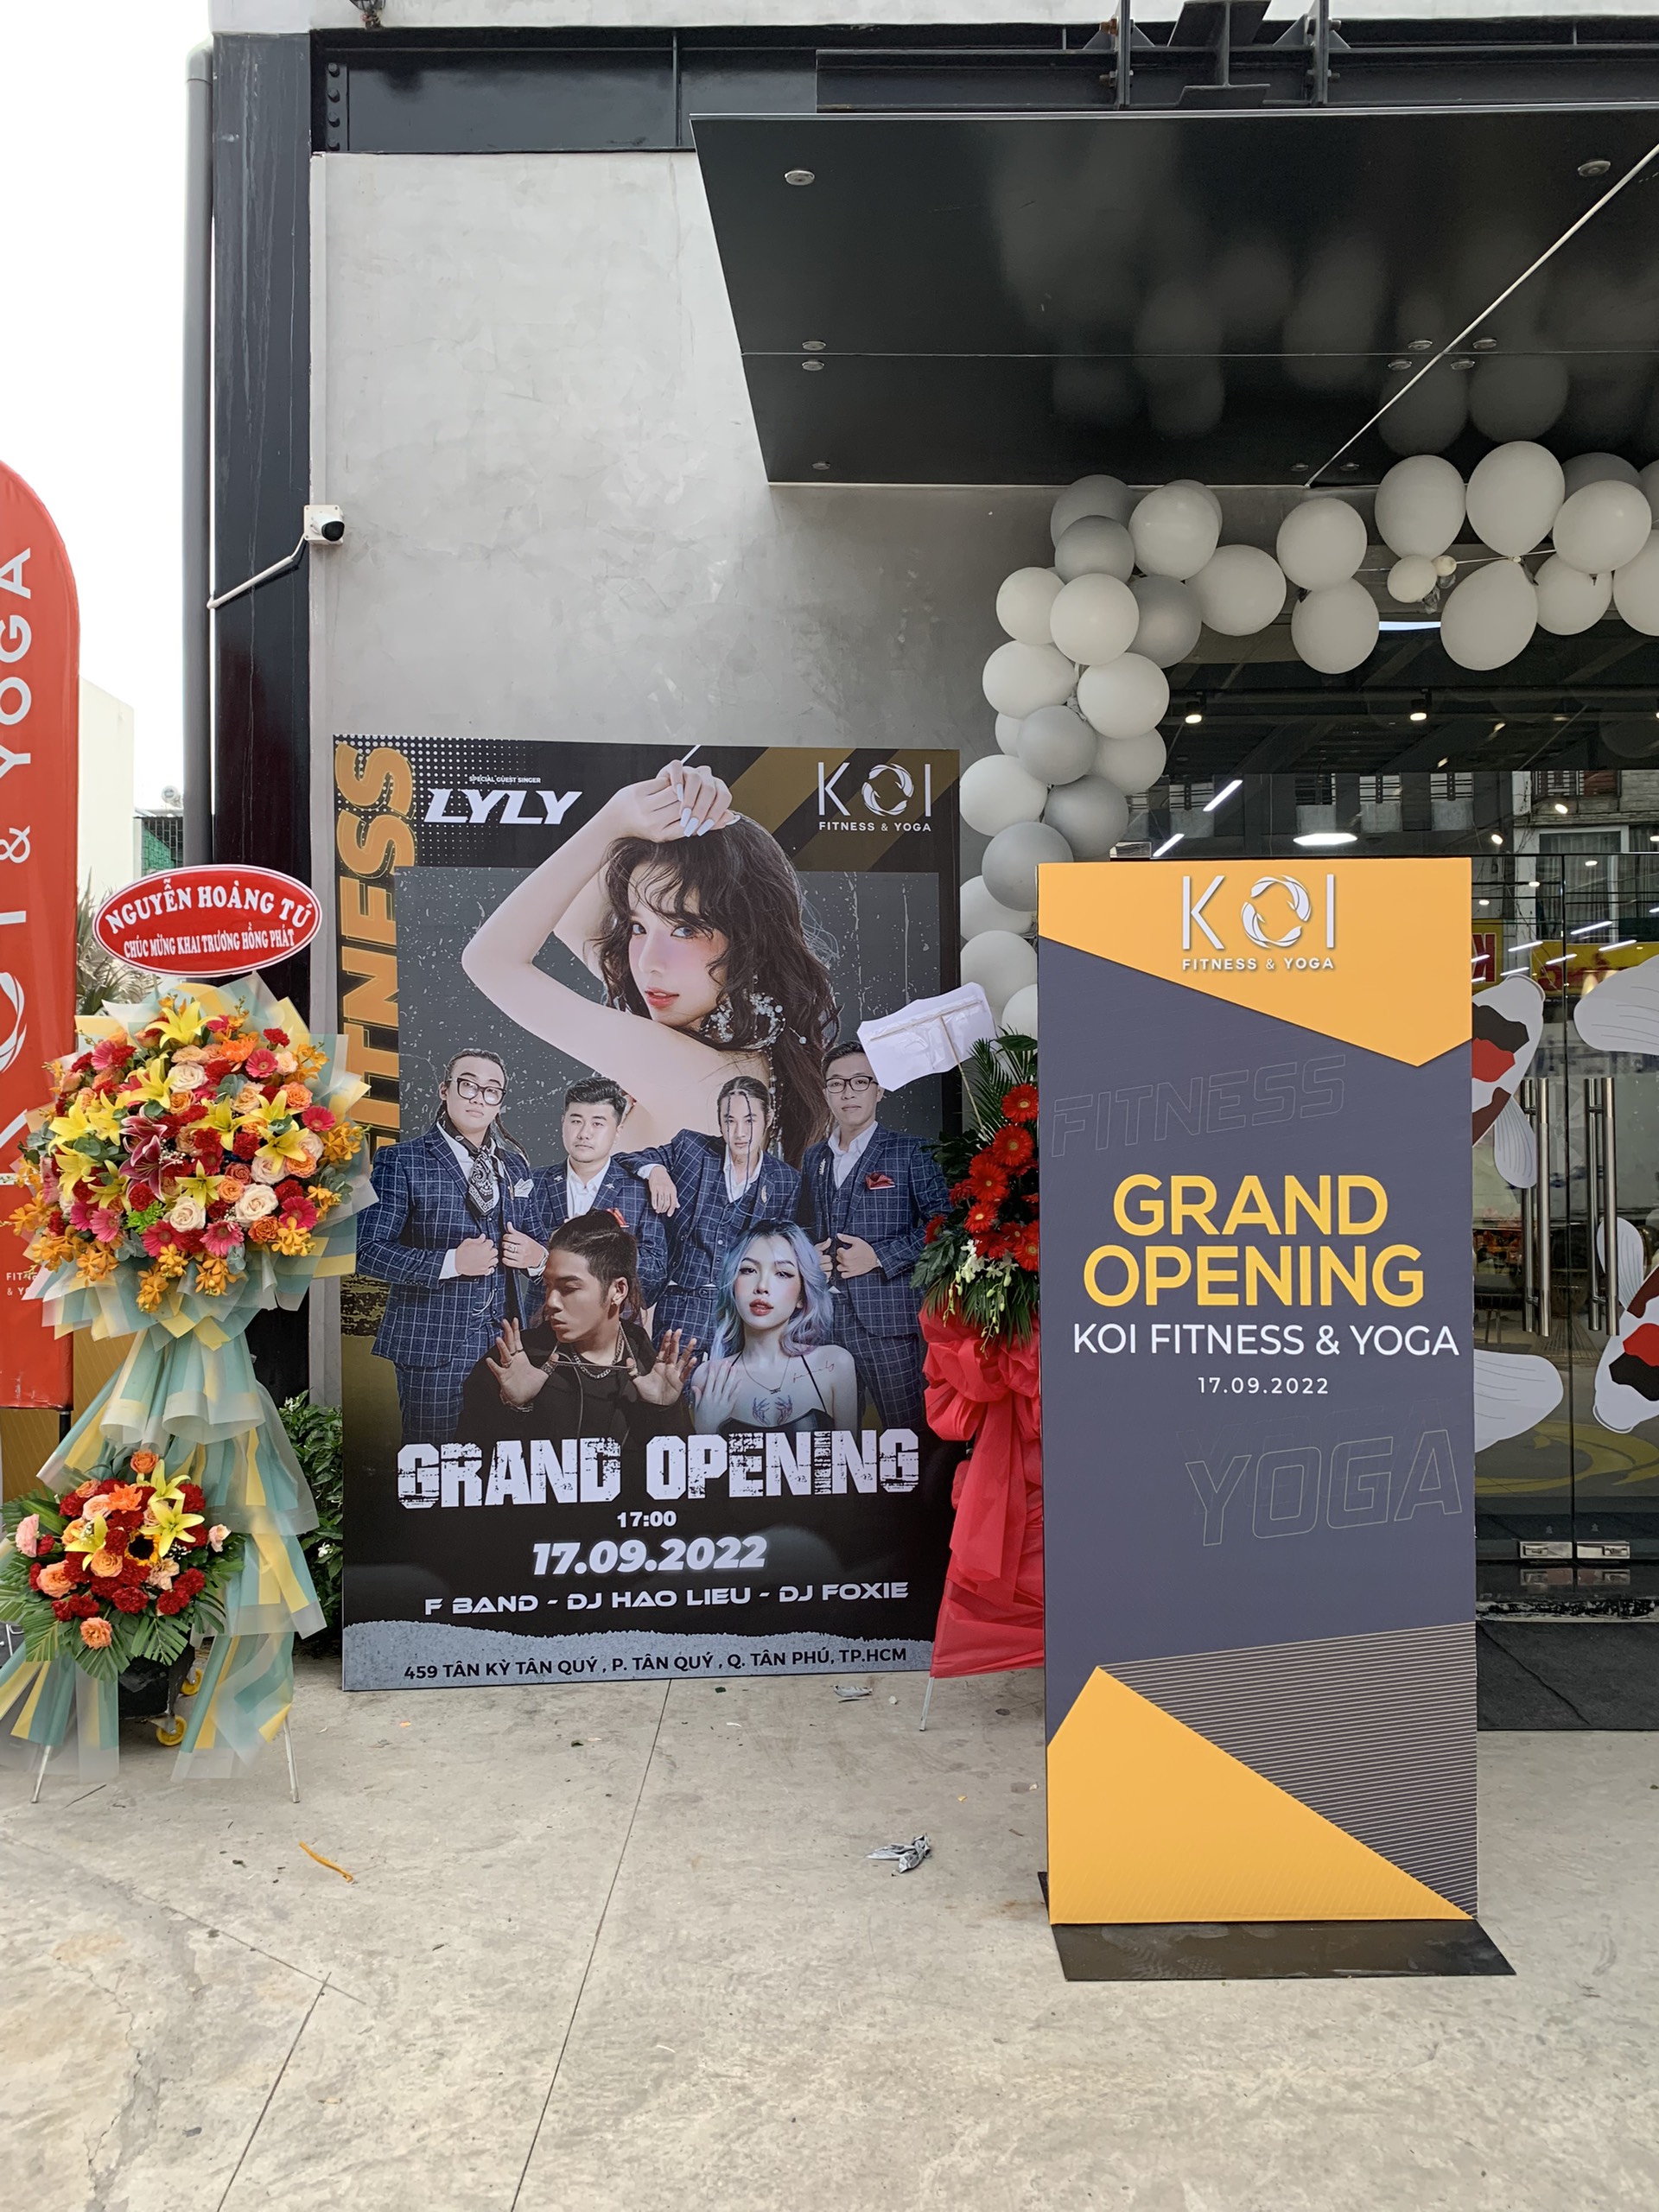 & YOGA
NGUYỄN HOÀNG TÚ
CHÚC MỪNG KHAI TRƯƠNG HỒNG PHÁT
FITNESS
SPECIAL GUEST SINGER
LYLY
KOI
FITNESS & YOGA
GRAND OPENING
17:00
17.09.2022
F BAND - DJ HAO LIEU - DJ FOXIE
459 TÂN KỲ TÂN QUÝ , P. TÂN QUÝ , Q. TÂN PHÚ, TP.HCM
KOI
FITNESS & YOGA
FITNESS
GRAND
OPENING
KOI FITNESS & YOGA
17.09.2022
YOGA